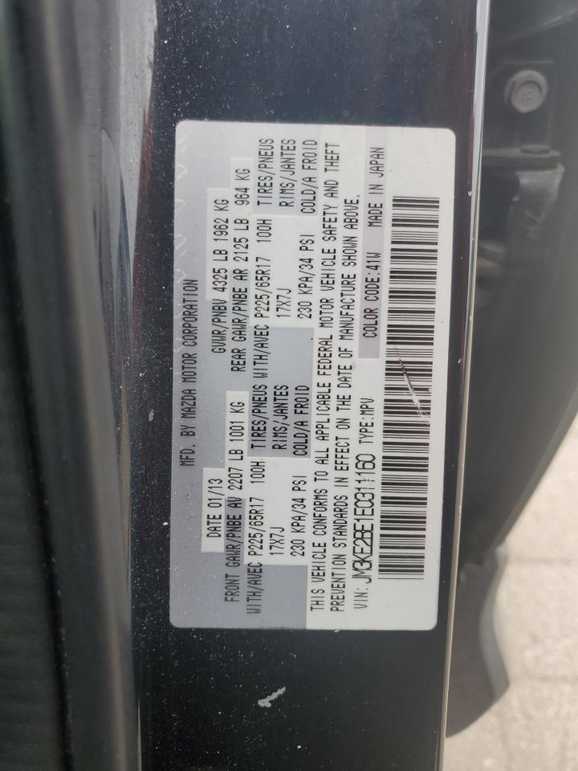 MFD. BY MAZDA MOTOR CORPORATION
DATE 01/13 GVWR/PNBV 4325 LB 1962 KG
FRONT GAWR/PNBE AV 2207 LB 1001 KG REAR GAWR/PNBE AR 2125 LB 964 KG
WITH/AVEC P225/65R17 100H TIRES/PNEUS WITH/AVEC P225/65R17 100H TIRES/PNEUS
17X7J RIMS/JANTES 17X7J RIMS/JANTES
230 KPA/34 PSI COLD/A FROID 230 KPA/34 PSI COLD/A FROID
THIS VEHICLE CONFORMS TO ALL APPLICABLE FEDERAL MOTOR VEHICLE SAFETY AND THEFT
PREVENTION STANDARDS IN EFFECT ON THE DATE OF MANUFACTURE SHOWN ABOVE.
VIN: JM3KE2BE1E0311160 TYPE:MPV COLOR CODE:41W MADE IN JAPAN